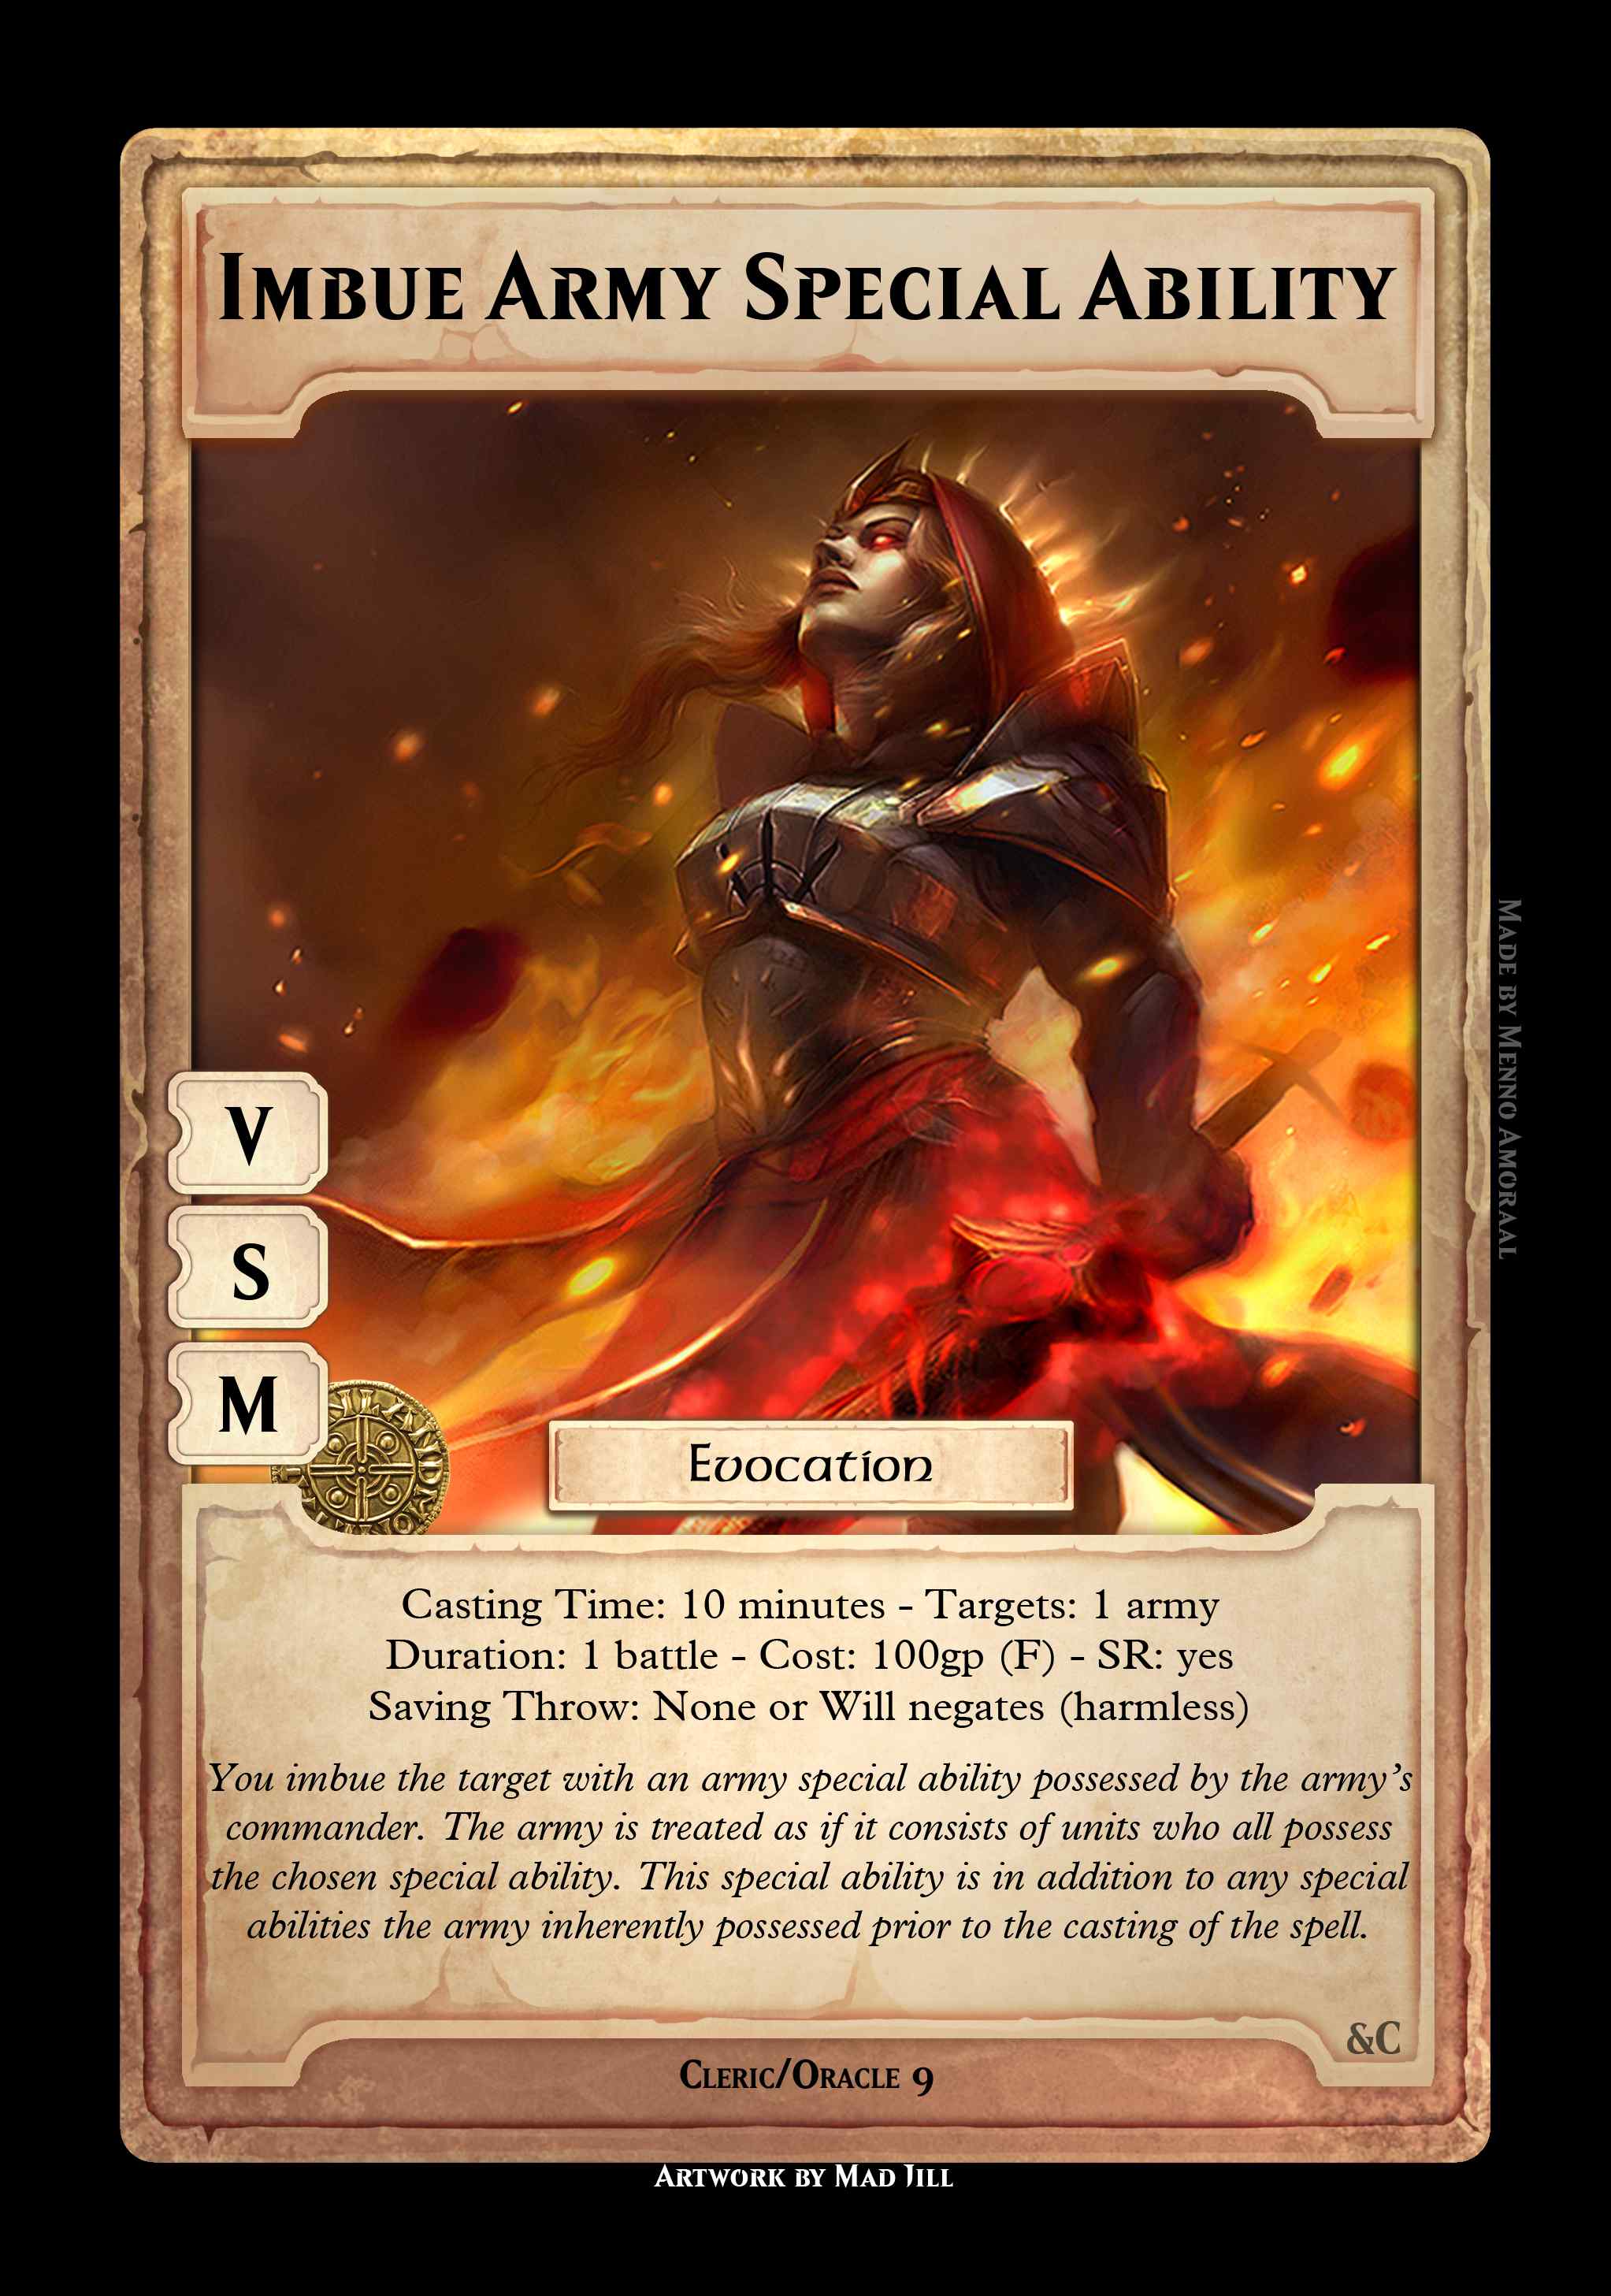 Imbue Army Special Ability
V
S
M
Evocation
Casting Time: 10 minutes - Targets: 1 army
Duration: 1 battle - Cost: 100gp (F) - SR: yes
Saving Throw: None or Will negates (harmless)
You imbue the target with an army special ability possessed by the army's
commander. The army is treated as if it consists of units who all possess
the chosen special ability. This special ability is in addition to any special
abilities the army inherently possessed prior to the casting of the spell.
&C
Cleric/Oracle 9
Artwork by Mad Jill
Made by Menno Amoraal